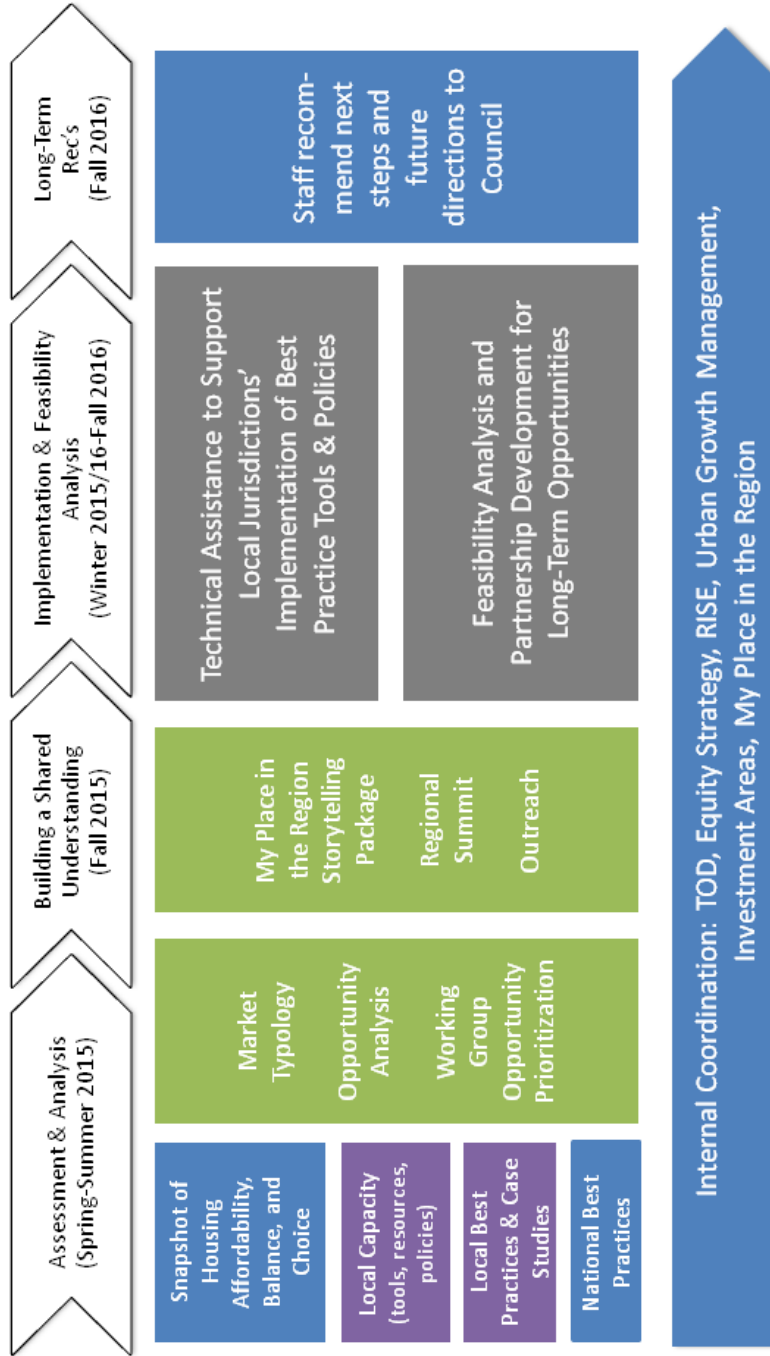 Assessment & Analysis
(Spring-Summer 2015)
Building a Shared
Understanding
(Fall 2015)
Implementation & Feasibility
Analysis
(Winter 2015/16-Fall 2016)
Long-Term
Rec's
(Fall 2016)
Snapshot of
Housing
Affordability,
Balance, and
Choice
Local Capacity
(tools, resources,
policies)
Local Best
Practices & Case
Studies
National Best
Practices
Market
Typology
Opportunity
Analysis
Working
Group
Opportunity
Prioritization
My Place in
the Region
Storytelling
Package
Regional
Summit
Outreach
Technical Assistance to Support
Local Jurisdictions'
Implementation of Best
Practice Tools & Policies
Feasibility Analysis and
Partnership Development for
Long-Term Opportunities
Staff recom-
mend next
steps and
future
directions to
Council
Internal Coordination: TOD, Equity Strategy, RISE, Urban Growth Management,
Investment Areas, My Place in the Region